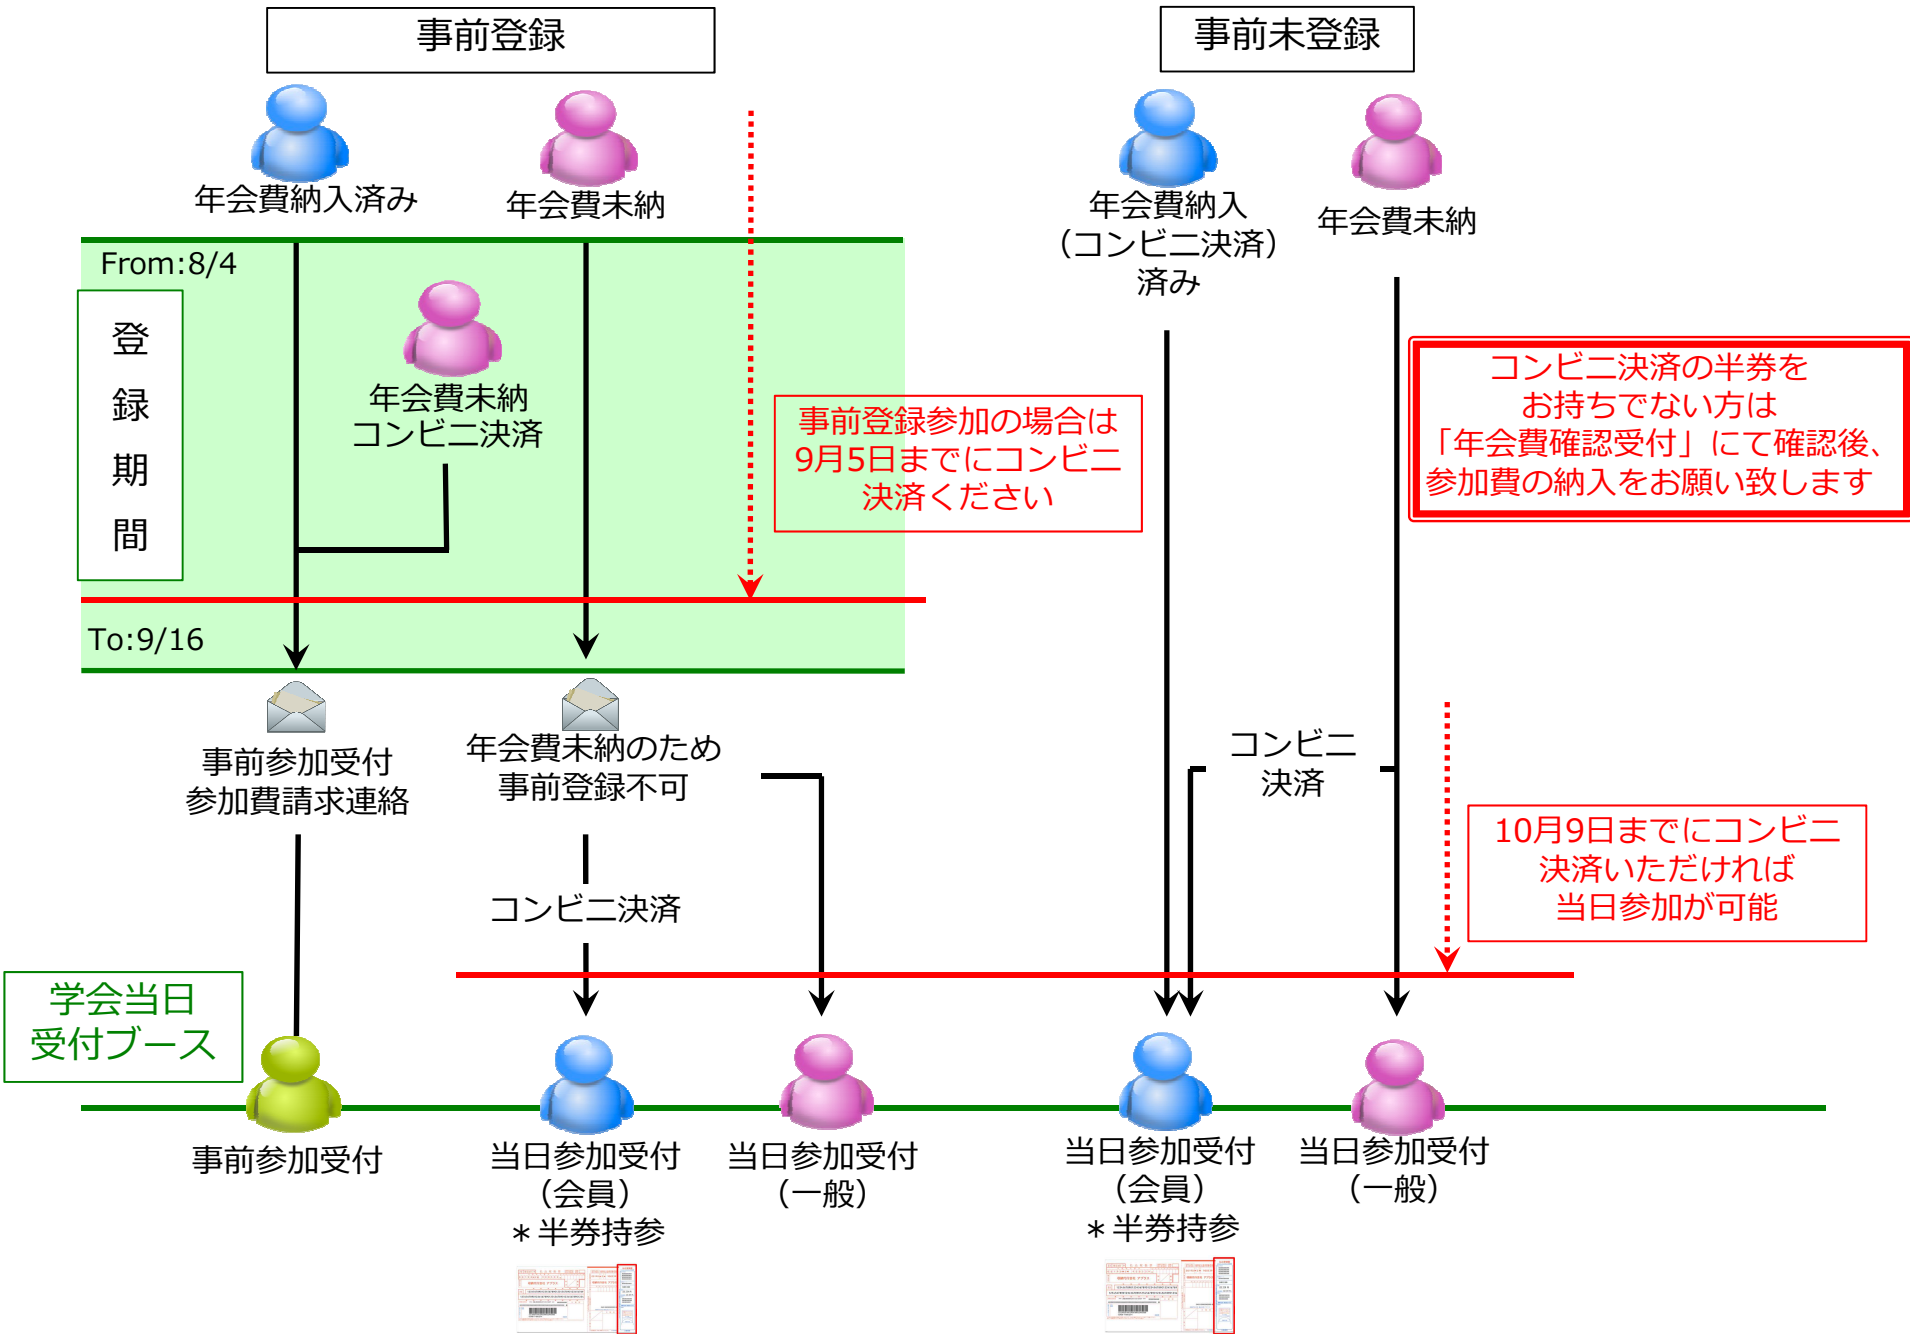 事前登録
事前未登録
年会費納入済み
年会費未納
年会費納入
（コンビニ決済）
済み
年会費未納
From:8/4
登
録
期
間
年会費未納
コンビニ決済
事前登録参加の場合は
9月5日までにコンビニ
決済ください
コンビニ決済の半券を
お持ちでない方は
「年会費確認受付」にて確認後、
参加費の納入をお願い致します
To:9/16
事前参加受付
参加費請求連絡
年会費未納のため
事前登録不可
コンビニ
決済
コンビニ決済
10月9日までにコンビニ
決済いただければ
当日参加が可能
学会当日
受付ブース
事前参加受付
当日参加受付
（会員）
＊半券持参
当日参加受付
（一般）
当日参加受付
（会員）
＊半券持参
当日参加受付
（一般）